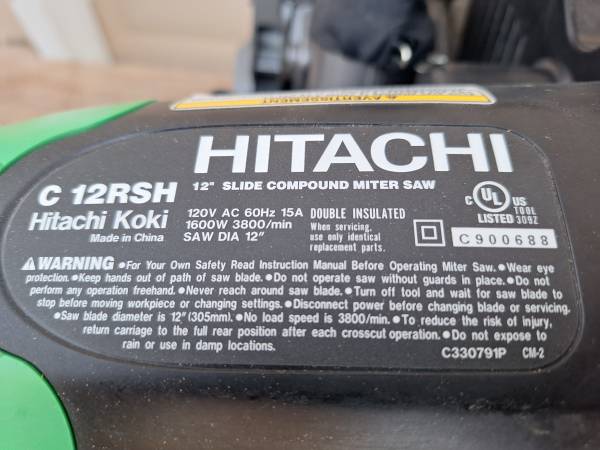 AVERTISSEMENT
HITACHI
C 12RSH
12" SLIDE COMPOUND MITER SAW
Hitachi Koki
Made in China
120V AC 60Hz 15A
1600W 3800/min
SAW DIA 12"
DOUBLE INSULATED
When servicing,
use only identical
replacement parts.
C UL US
LISTED
TOOL
309Z
C900688
WARNING •For Your Own Safety Read Instruction Manual Before Operating Miter Saw. •Wear eye
protection. •Keep hands out of path of saw blade. •Do not operate saw without guards in place. •Do not
perform any operation freehand. •Never reach around saw blade. •Turn off tool and wait for saw blade to
stop before moving workpiece or changing settings. •Disconnect power before changing blade or servicing.
•Saw blade diameter is 12" (305mm). •No load speed is 3800/min. •To reduce the risk of injury,
return carriage to the full rear position after each crosscut operation. •Do not expose to
rain or use in damp locations.
C330791P CM-2